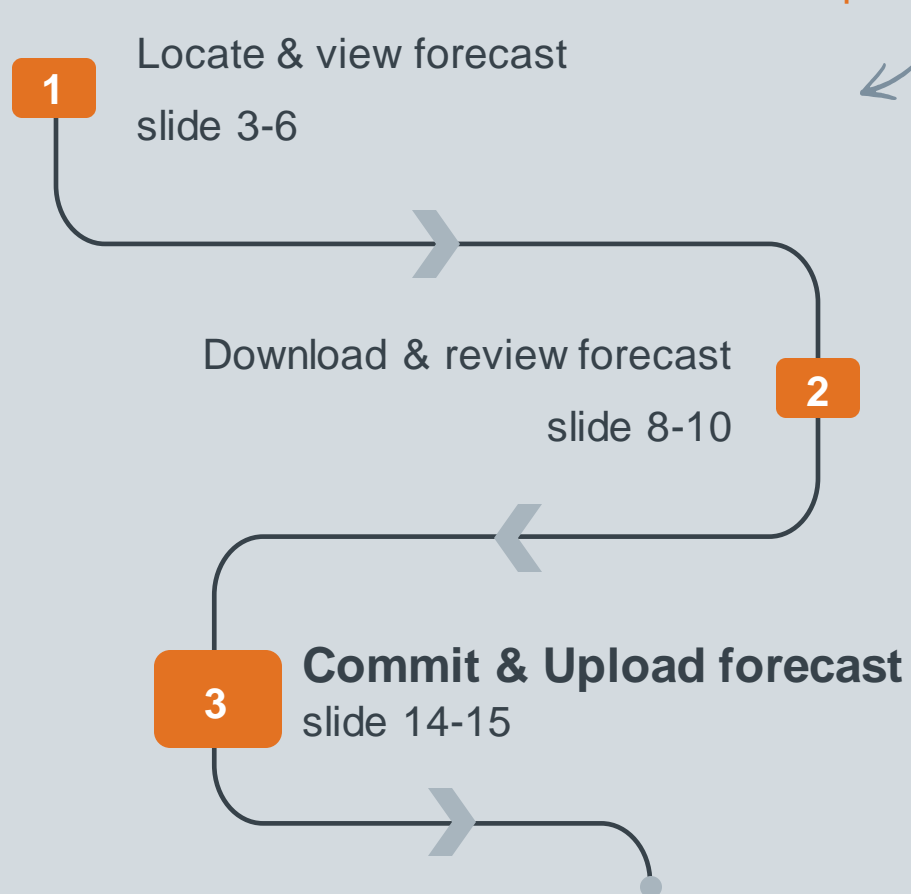 1
Locate & view forecast
slide 3-6
Download & review forecast
2
slide 8-10
Commit & Upload forecast
3
slide 14-15